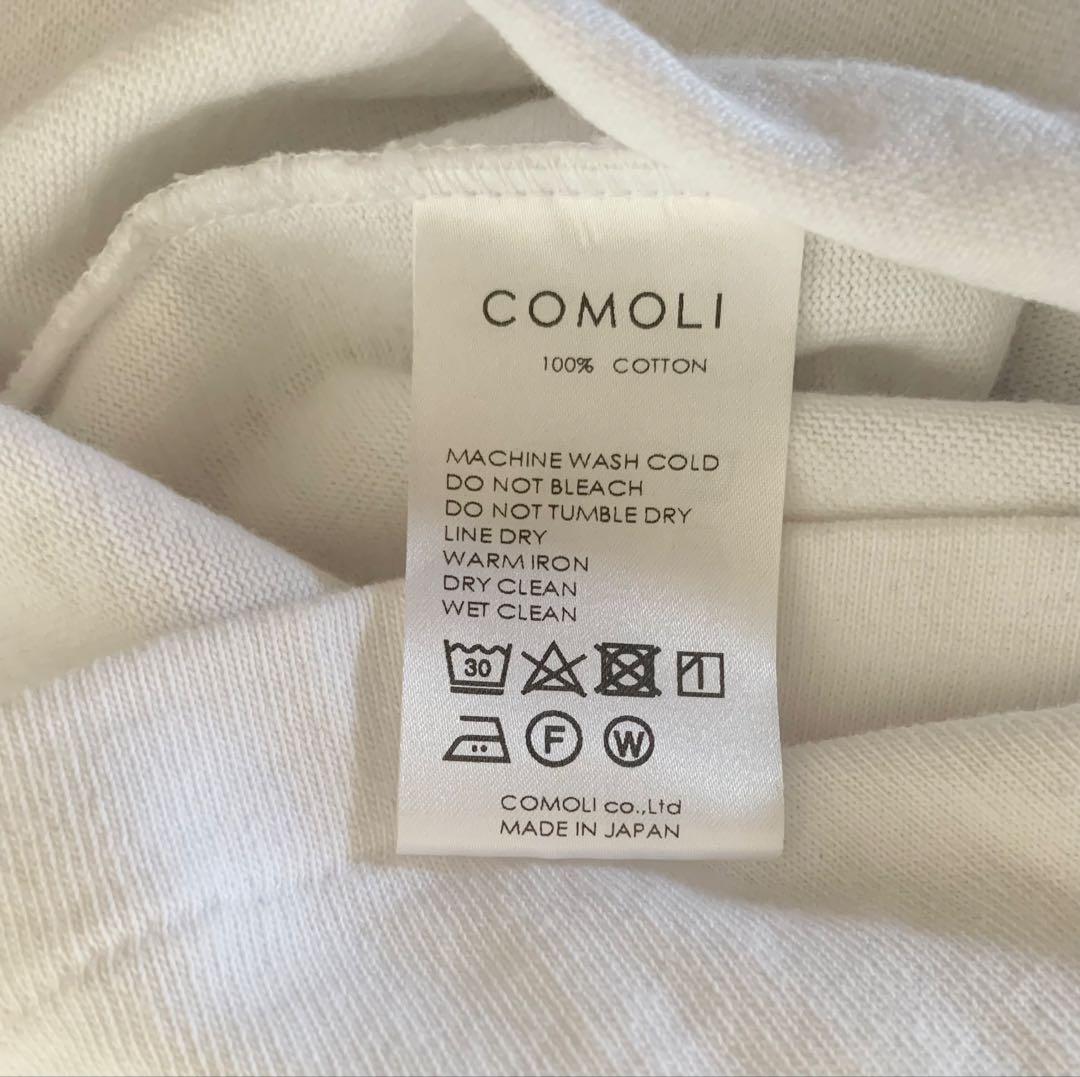 COMOLI
100% COTTON
MACHINE WASH COLD
DO NOT BLEACH
DO NOT TUMBLE DRY
LINE DRY
WARM IRON
DRY CLEAN
WET CLEAN
30
F W
COMOLI co.,Ltd
MADE IN JAPAN